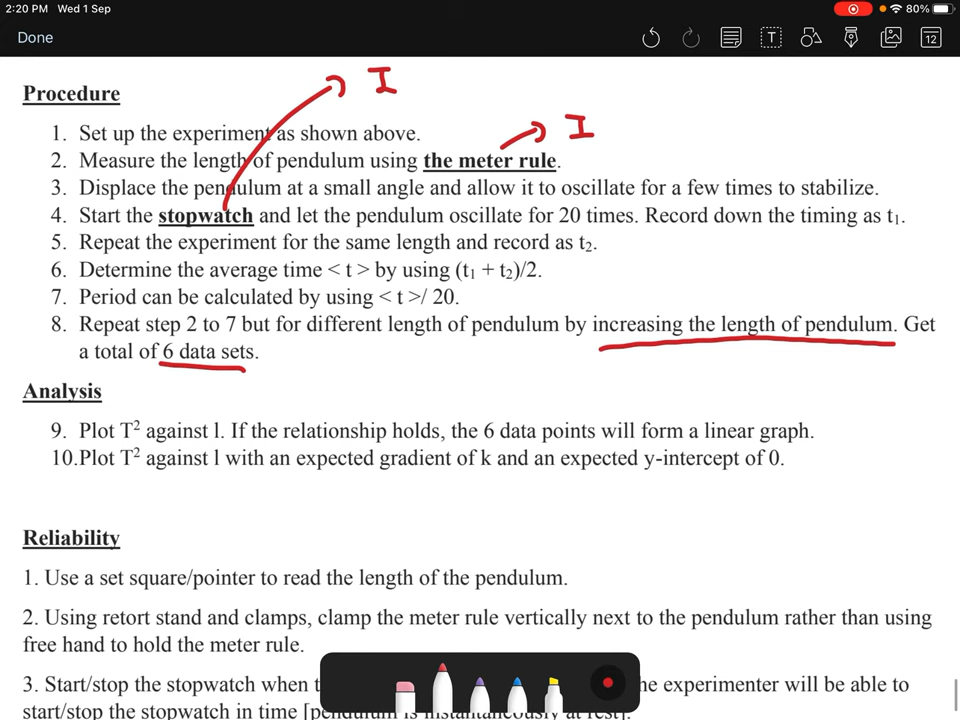 2:20 PM Wed 1 Sep
80%
Done
T
12
Procedure
I
1. Set up the experiment as shown above.
I
2. Measure the length of pendulum using the meter rule.
3. Displace the pendulum at a small angle and allow it to oscillate for a few times to stabilize.
4. Start the stopwatch and let the pendulum oscillate for 20 times. Record down the timing as t₁.
5. Repeat the experiment for the same length and record as t₂.
6. Determine the average time < t > by using (t₁ + t₂)/2.
7. Period can be calculated by using < t >/ 20.
8. Repeat step 2 to 7 but for different length of pendulum by increasing the length of pendulum. Get
a total of 6 data sets.
Analysis
9. Plot T² against l. If the relationship holds, the 6 data points will form a linear graph.
10.Plot T² against l with an expected gradient of k and an expected y-intercept of 0.
Reliability
1. Use a set square/pointer to read the length of the pendulum.
2. Using retort stand and clamps, clamp the meter rule vertically next to the pendulum rather than using
free hand to hold the meter rule.
3. Start/stop the stopwatch when the experimenter will be able to
start/stop the stopwatch in time [pendulum is instantaneously at rest].